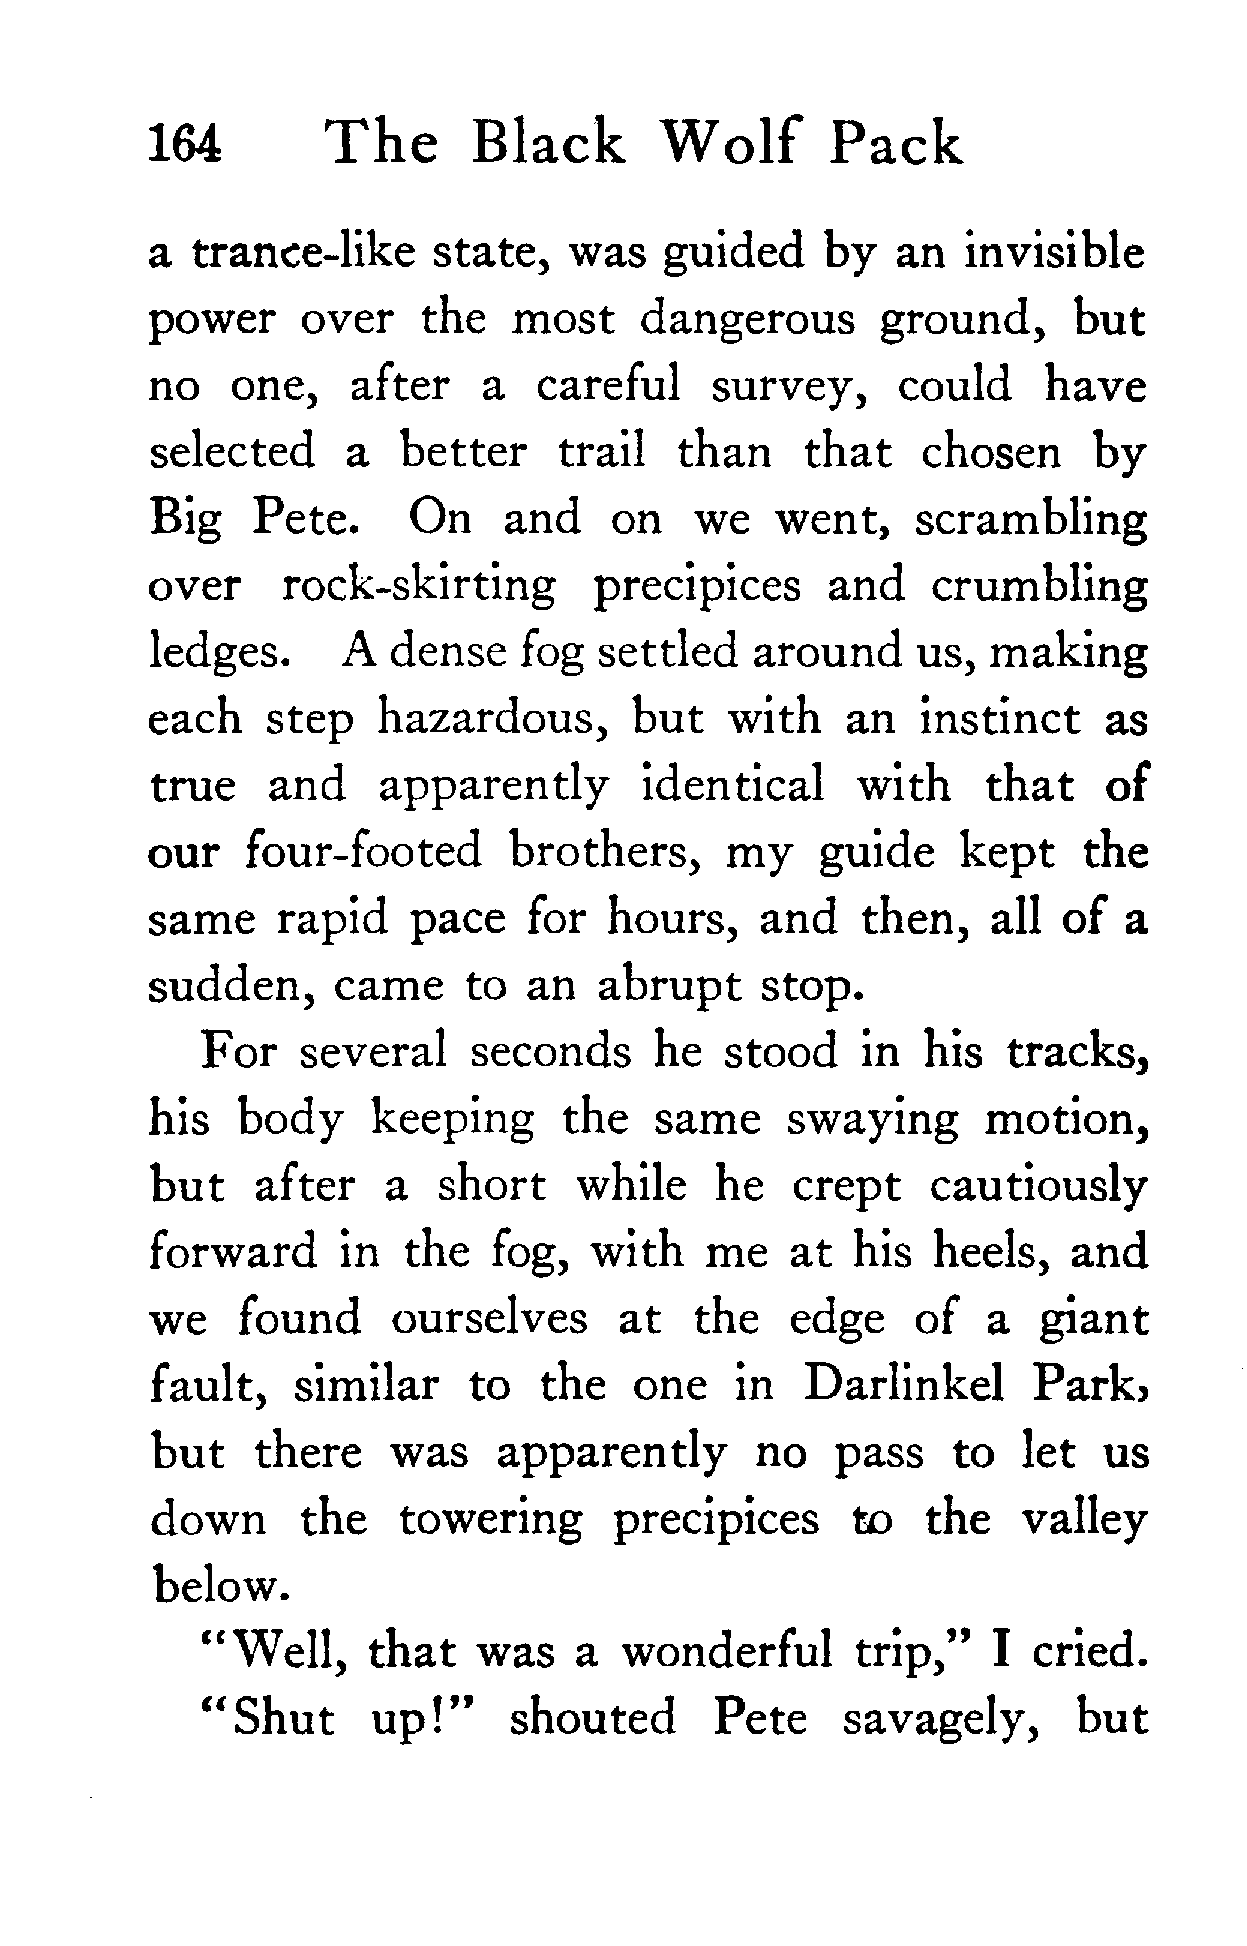 164 The Black Wolf Pack
a trance-like state, was guided by an invisible
power over the most dangerous ground, but
no one, after a careful survey, could have
selected a better trail than that chosen by
Big Pete. On and on we went, scrambling
over rock-skirting precipices and crumbling
ledges. A dense fog settled around us, making
each step hazardous, but with an instinct as
true and apparently identical with that of
our four-footed brothers, my guide kept the
same rapid pace for hours, and then, all of a
sudden, came to an abrupt stop.
For several seconds he stood in his tracks,
his body keeping the same swaying motion,
but after a short while he crept cautiously
forward in the fog, with me at his heels, and
we found ourselves at the edge of a giant
fault, similar to the one in Darlinkel Park,
but there was apparently no pass to let us
down the towering precipices to the valley
below.
"Well, that was a wonderful trip," I cried.
"Shut up!" shouted Pete savagely, but